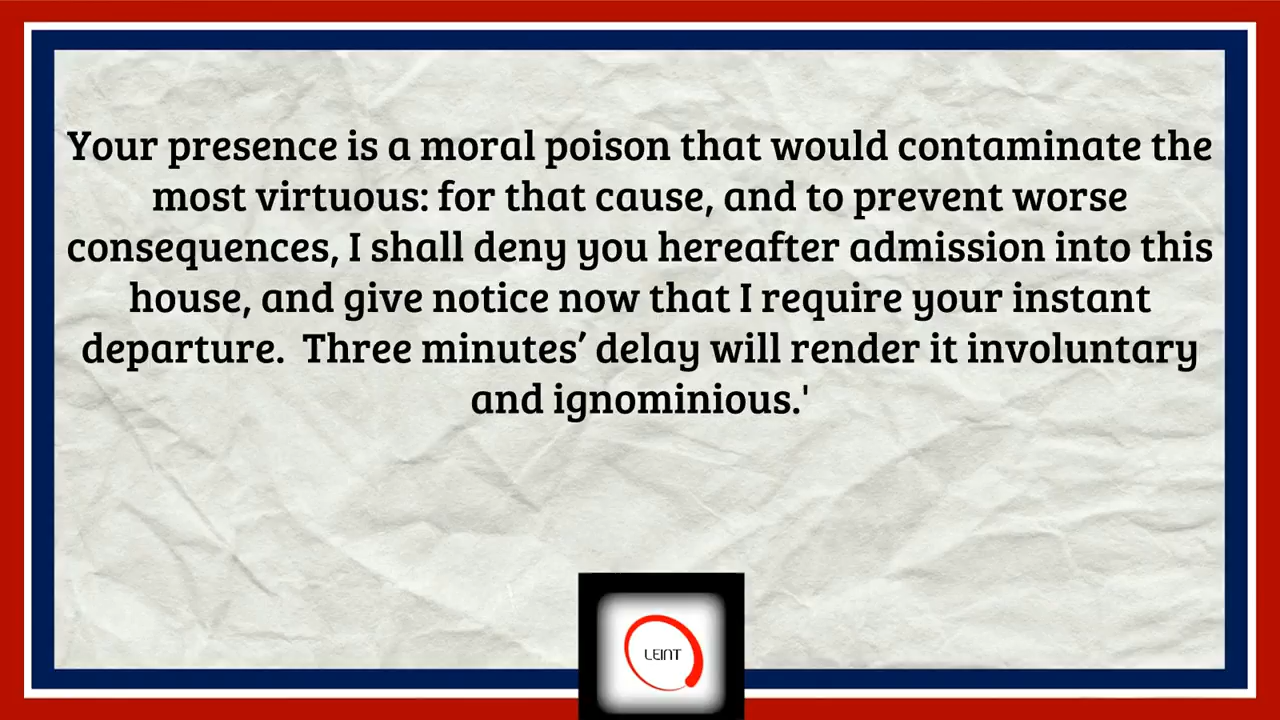 Your presence is a moral poison that would contaminate the
most virtuous: for that cause, and to prevent worse
consequences, I shall deny you hereafter admission into this
house, and give notice now that I require your instant
departure.  Three minutes’ delay will render it involuntary
and ignominious.'
LEINT